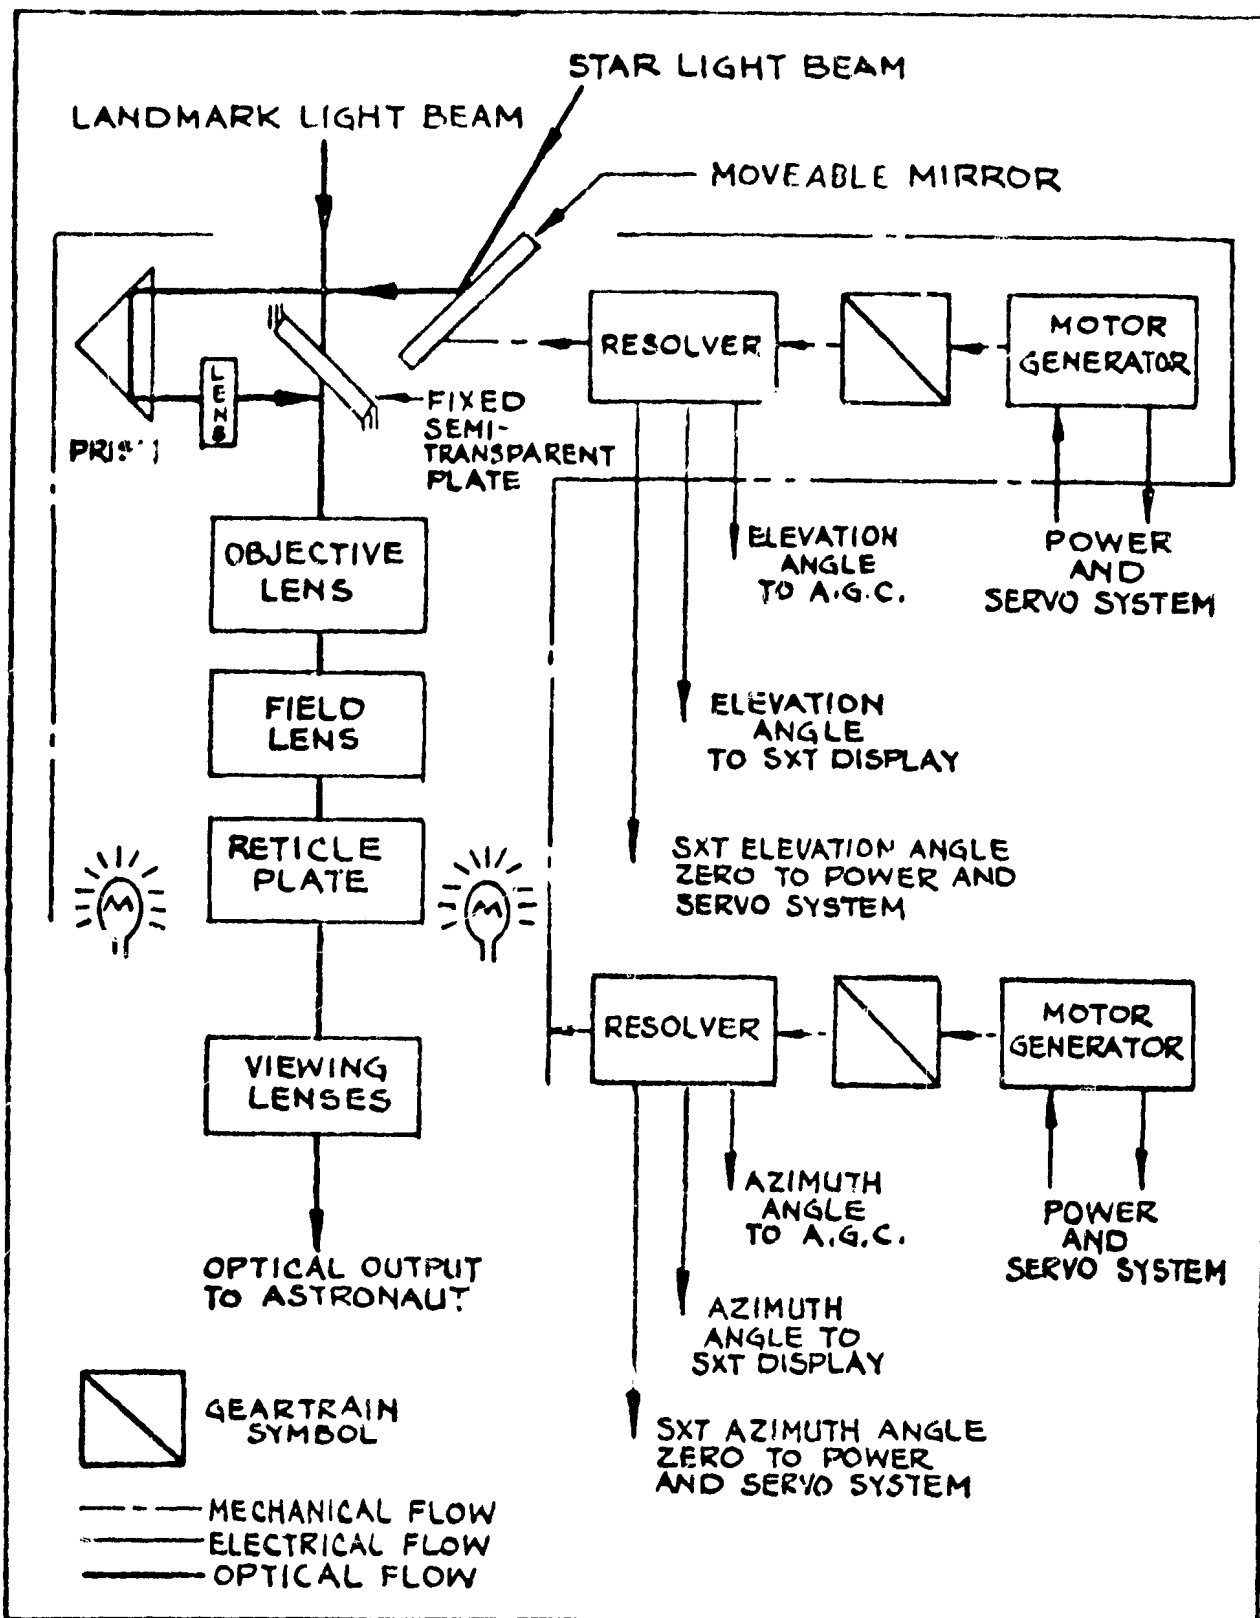 STAR LIGHT BEAM
LANDMARK LIGHT BEAM
MOVEABLE MIRROR
RESOLVER
MOTOR
GENERATOR
LENS
FIXED
SEMI-
TRANSPARENT
PLATE
OBJECTIVE
LENS
ELEVATION
ANGLE
TO A.G.C.
POWER
AND
SERVO SYSTEM
FIELD
LENS
ELEVATION
ANGLE
TO SXT DISPLAY
RETICLE
PLATE
SXT ELEVATION ANGLE
ZERO TO POWER AND
SERVO SYSTEM
RESOLVER
MOTOR
GENERATOR
VIEWING
LENSES
AZIMUTH
ANGLE
TO A.G.C.
POWER
AND
SERVO SYSTEM
OPTICAL OUTPUT
TO ASTRONAUT
AZIMUTH
ANGLE TO
SXT DISPLAY
SXT AZIMUTH ANGLE
ZERO TO POWER
AND SERVO SYSTEM
GEARTRAIN
SYMBOL
MECHANICAL FLOW
ELECTRICAL FLOW
OPTICAL FLOW